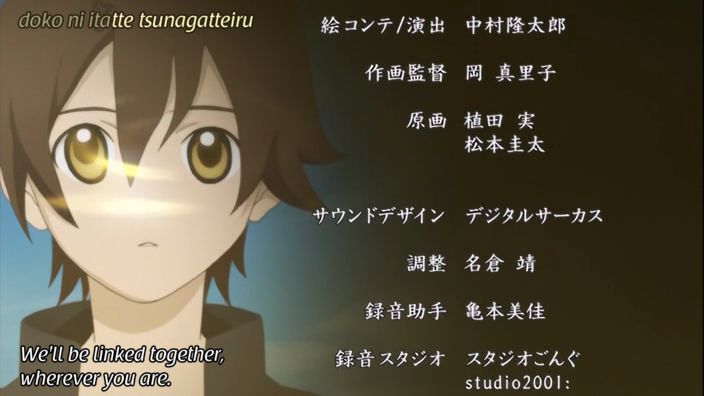 doko ni itatte tsunagatteiru
絵コンテ/演出 中村隆太郎
作画監督 岡 真里子
原画 植田 実
松本圭太
サウンドデザイン デジタルサーカス
調整 名倉 靖
録音助手 亀本美佳
録音スタジオ スタジオごんぐ
studio2001:
We'll be linked together,
wherever you are.